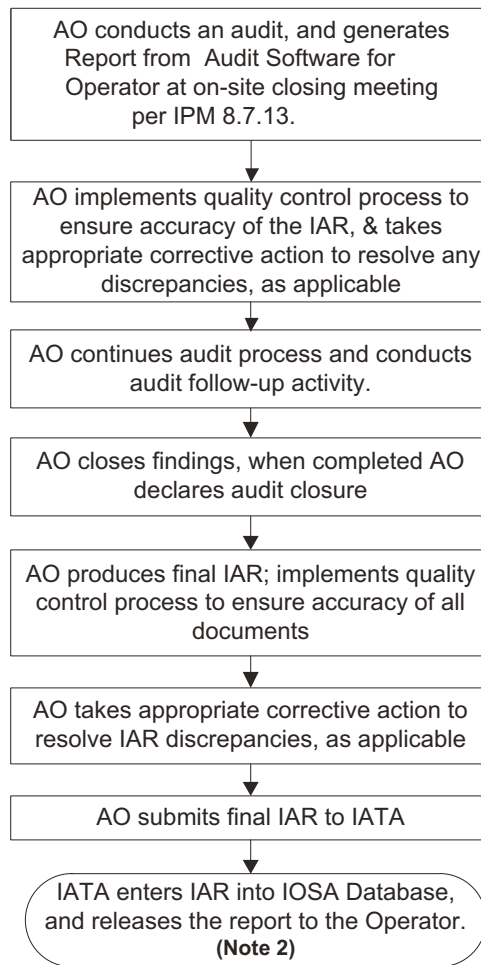 AO conducts an audit, and generates
Report from Audit Software for
Operator at on-site closing meeting
per IPM 8.7.13.
AO implements quality control process to
ensure accuracy of the IAR, & takes
appropriate corrective action to resolve any
discrepancies, as applicable
AO continues audit process and conducts
audit follow-up activity.
AO closes findings, when completed AO
declares audit closure
AO produces final IAR; implements quality
control process to ensure accuracy of all
documents
AO takes appropriate corrective action to
resolve IAR discrepancies, as applicable
AO submits final IAR to IATA
IATA enters IAR into IOSA Database,
and releases the report to the Operator.
(Note 2)